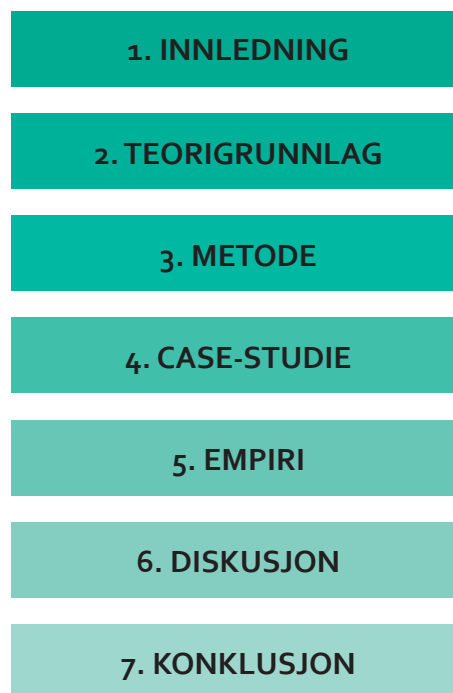 1. INNLEDNING
2. TEORIGRUNNLAG
3. METODE
4. CASE-STUDIE
5. EMPIRI
6. DISKUSJON
7. KONKLUSJON